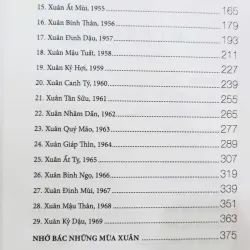 15. Xuân Ất Mùi, 1955 165
16. Xuân Bính Thân, 1956 179
17. Xuân Đinh Dậu, 1957 193
18. Xuân Mậu Tuất, 1958 211
19. Xuân Kỷ Hợi, 1959 227
20. Xuân Canh Tý, 1960 239
21. Xuân Tân Sửu, 1961 255
22. Xuân Nhâm Dần, 1962 265
23. Xuân Quý Mão, 1963 277
24. Xuân Giáp Thìn, 1964 293
25. Xuân Ất Tỵ, 1965 307
26. Xuân Bính Ngọ, 1966 319
27. Xuân Đinh Mùi, 1967 339
28. Xuân Mậu Thân, 1968 351
29. Xuân Kỷ Dậu, 1969 363
NHỚ BÁC NHỮNG MÙA XUÂN 375